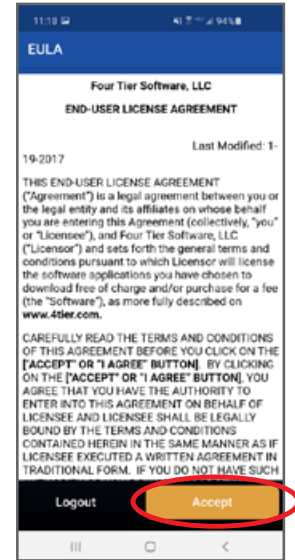 11:18 94%
EULA
Four Tier Software, LLC
END-USER LICENSE AGREEMENT
Last Modified: 1-
19-2017
THIS END-USER LICENSE AGREEMENT
("Agreement") is a legal agreement between you or
the legal entity and its affiliates on whose behalf
you are entering this Agreement (collectively, "you"
or "Licensee"), and Four Tier Software, LLC
("Licensor") and sets forth the general terms and
conditions pursuant to which Licensor will license
the software applications you have chosen to
download free of charge and/or purchase for a fee
(the "Software"), as more fully described on
www.4tier.com.
CAREFULLY READ THE TERMS AND CONDITIONS
OF THIS AGREEMENT BEFORE YOU CLICK ON THE
["ACCEPT" OR "I AGREE" BUTTON]. BY CLICKING
ON THE ["ACCEPT" OR "I AGREE" BUTTON], YOU
AGREE THAT YOU HAVE THE AUTHORITY TO
ENTER INTO THIS AGREEMENT ON BEHALF OF
LICENSEE AND LICENSEE SHALL BE LEGALLY
BOUND BY THE TERMS AND CONDITIONS
CONTAINED HEREIN IN THE SAME MANNER AS IF
LICENSEE EXECUTED A WRITTEN AGREEMENT IN
TRADITIONAL FORM. IF YOU DO NOT HAVE SUCH
Logout Accept